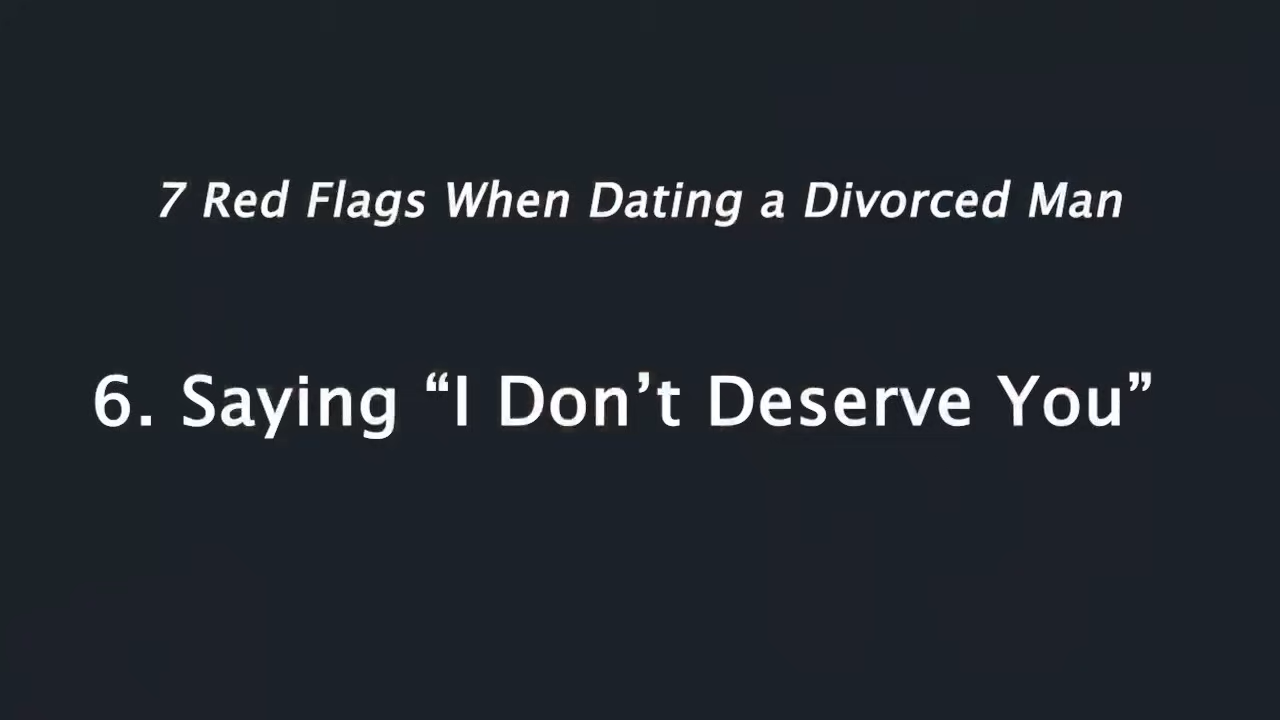 7 Red Flags When Dating a Divorced Man
6. Saying “I Don’t Deserve You”